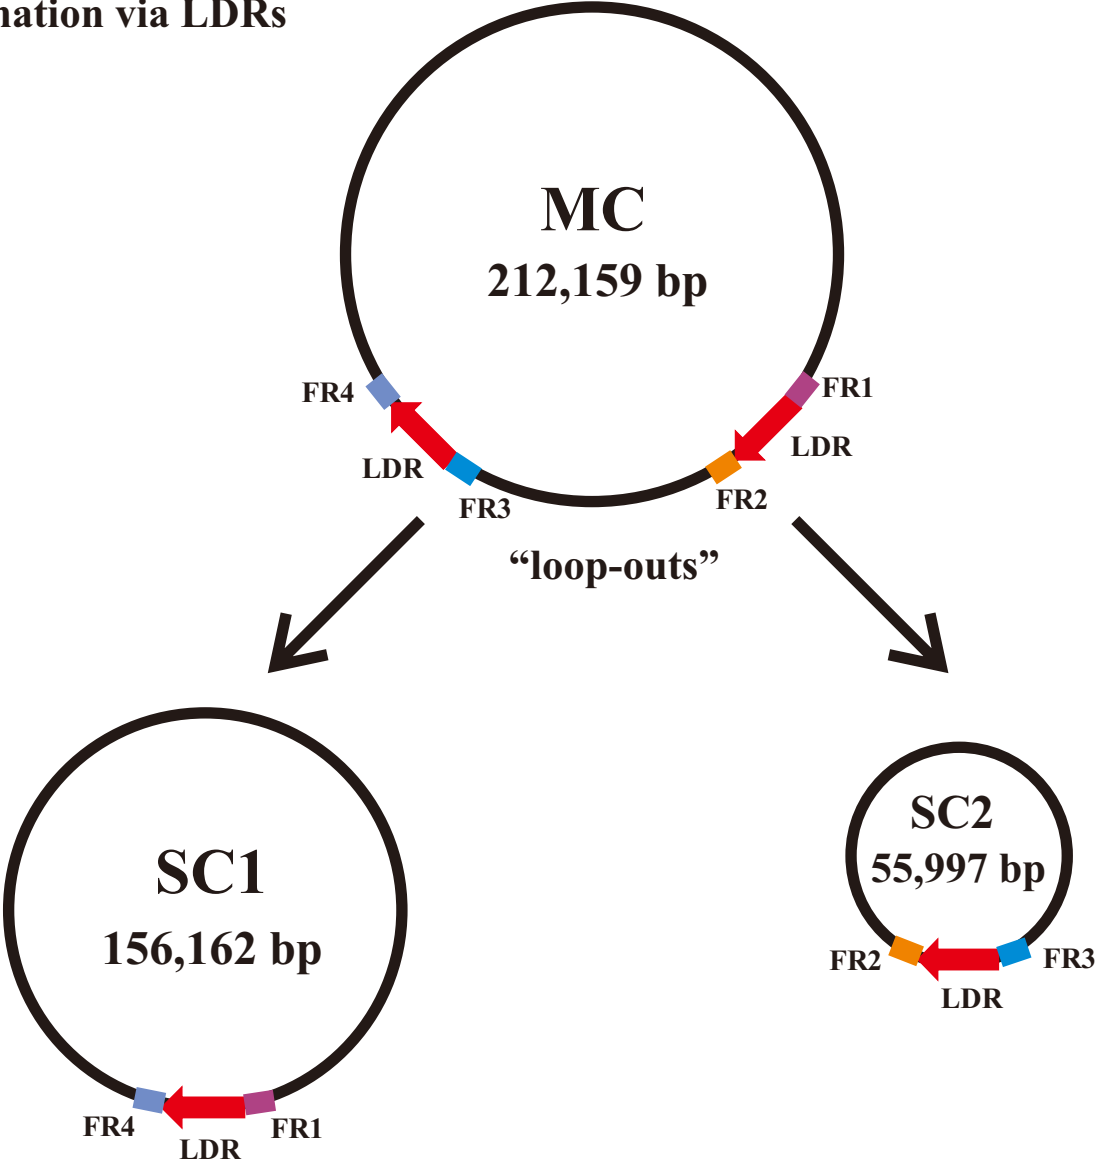 via LDRs
MC
212,159 bp
FR4
FR1
LDR
LDR
FR3
FR2
“loop-outs”
SC1
156,162 bp
SC2
55,997 bp
FR2
FR3
LDR
FR4
FR1
LDR